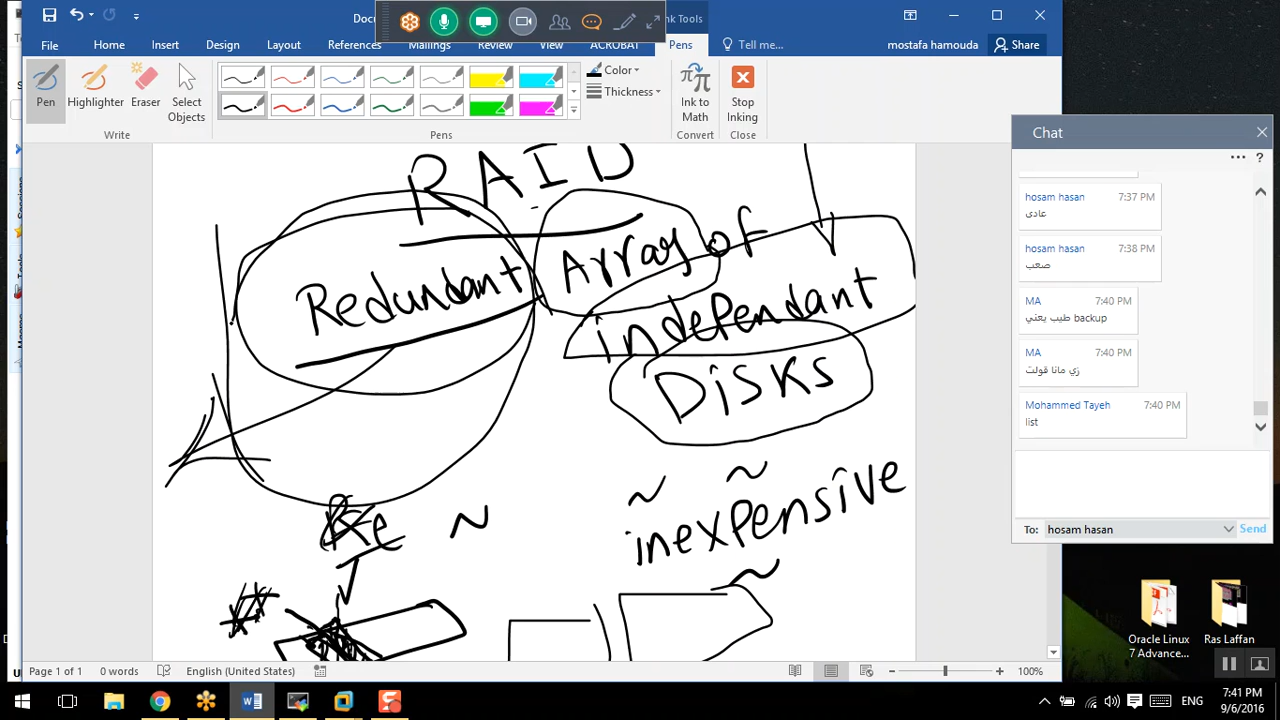 Docu
nk Tools
File
Home
Insert
Design
Layout
References
Mailings
Review
View
ACROBAT
Pens
Tell me...
mostafa hamouda
Share
Pen
Highlighter
Eraser
Select Objects
Color
Thickness
Ink to Math
Stop Inking
Write
Pens
Convert
Close
RAID
Redundant Array of
independant
Disks
Re
inexpensive
Chat
hosam hasan 7:37 PM
عادى
hosam hasan 7:38 PM
صعب
MA 7:40 PM
طيب يعني backup
MA 7:40 PM
زي مانا قولت
Mohammed Tayeh 7:40 PM
list
To: hosam hasan Send
Oracle Linux 7 Advance...
Ras Laffan
Page 1 of 1 0 words English (United States) 100%
ENG 7:41 PM
9/6/2016